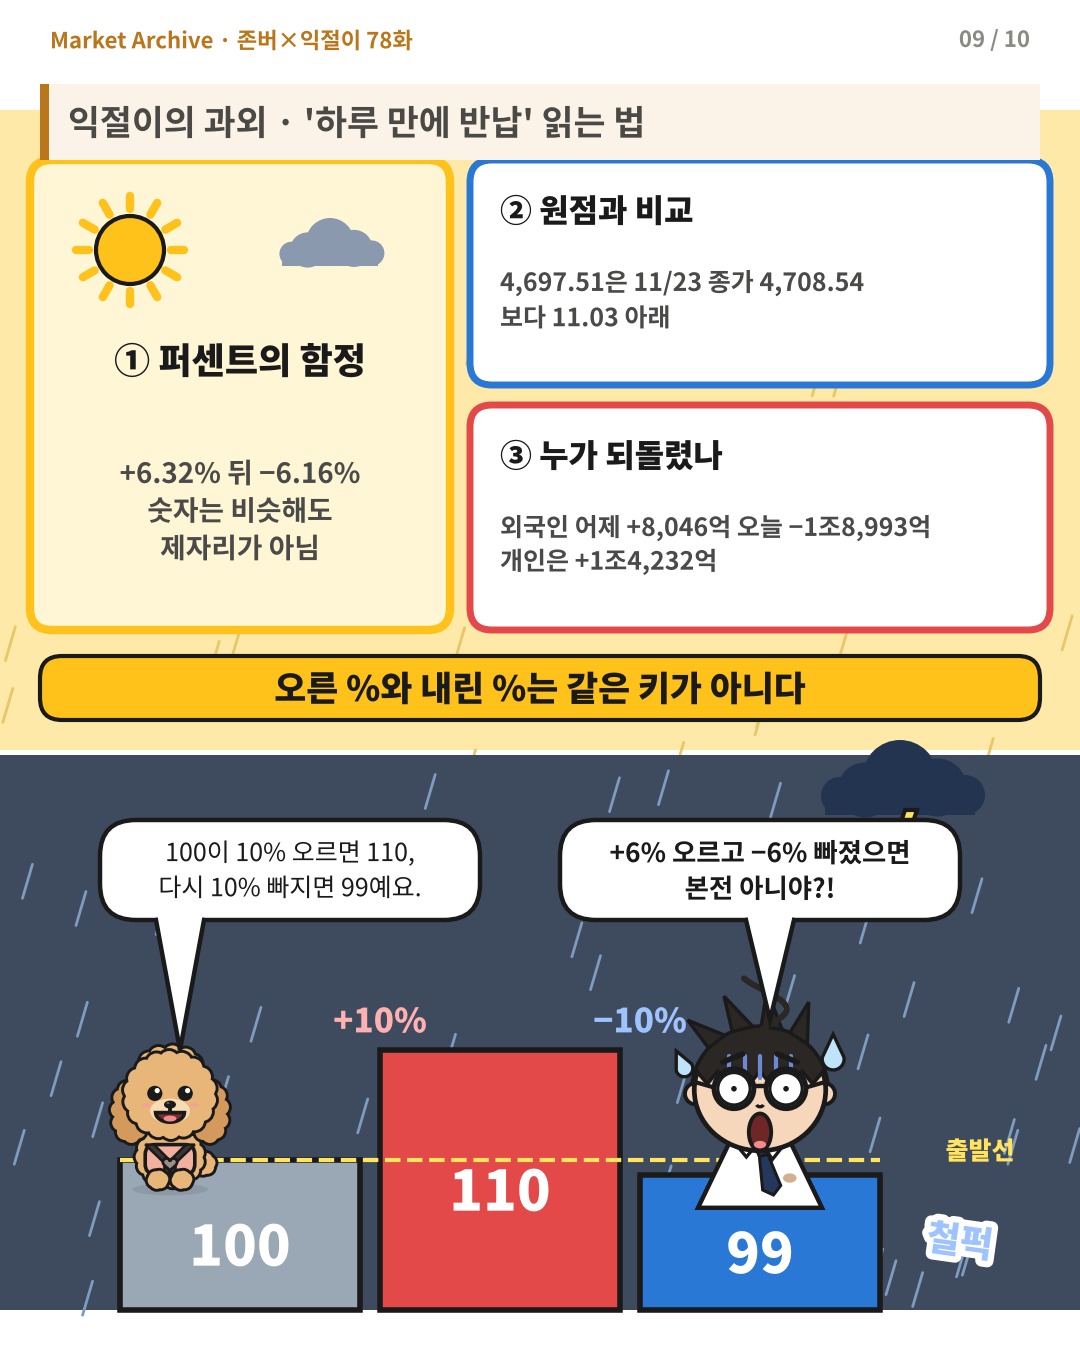 Market Archive · 존버×익절이 78화
09 / 10
익절이의 과외 · '하루 만에 반납' 읽는 법
① 퍼센트의 함정
+6.32% 뒤 −6.16%
숫자는 비슷해도
제자리가 아님
② 원점과 비교
4,697.51은 11/23 종가 4,708.54
보다 11.03 아래
③ 누가 되돌렸나
외국인 어제 +8,046억 오늘 −1조8,993억
개인은 +1조4,232억
오른 %와 내린 %는 같은 키가 아니다
100이 10% 오르면 110,
다시 10% 빠지면 99예요.
+6% 오르고 −6% 빠졌으면
본전 아니야?!
+10%
−10%
출발선
100
110
99
철퍽